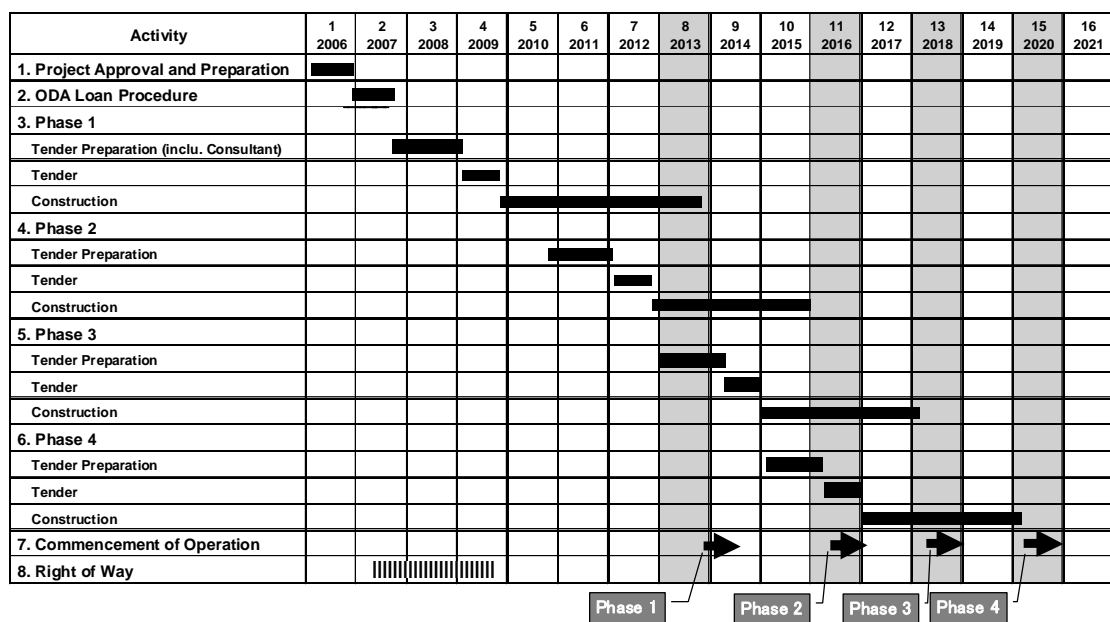 Activity
1 2 3 4 5 6 7 8 9 10 11 12 13 14 15 16
2006 2007 2008 2009 2010 2011 2012 2013 2014 2015 2016 2017 2018 2019 2020 2021
1. Project Approval and Preparation
2. ODA Loan Procedure
3. Phase 1
Tender Preparation (inclu. Consultant)
Tender
Construction
4. Phase 2
Tender Preparation
Tender
Construction
5. Phase 3
Tender Preparation
Tender
Construction
6. Phase 4
Tender Preparation
Tender
Construction
7. Commencement of Operation
8. Right of Way
Phase 1 Phase 2 Phase 3 Phase 4